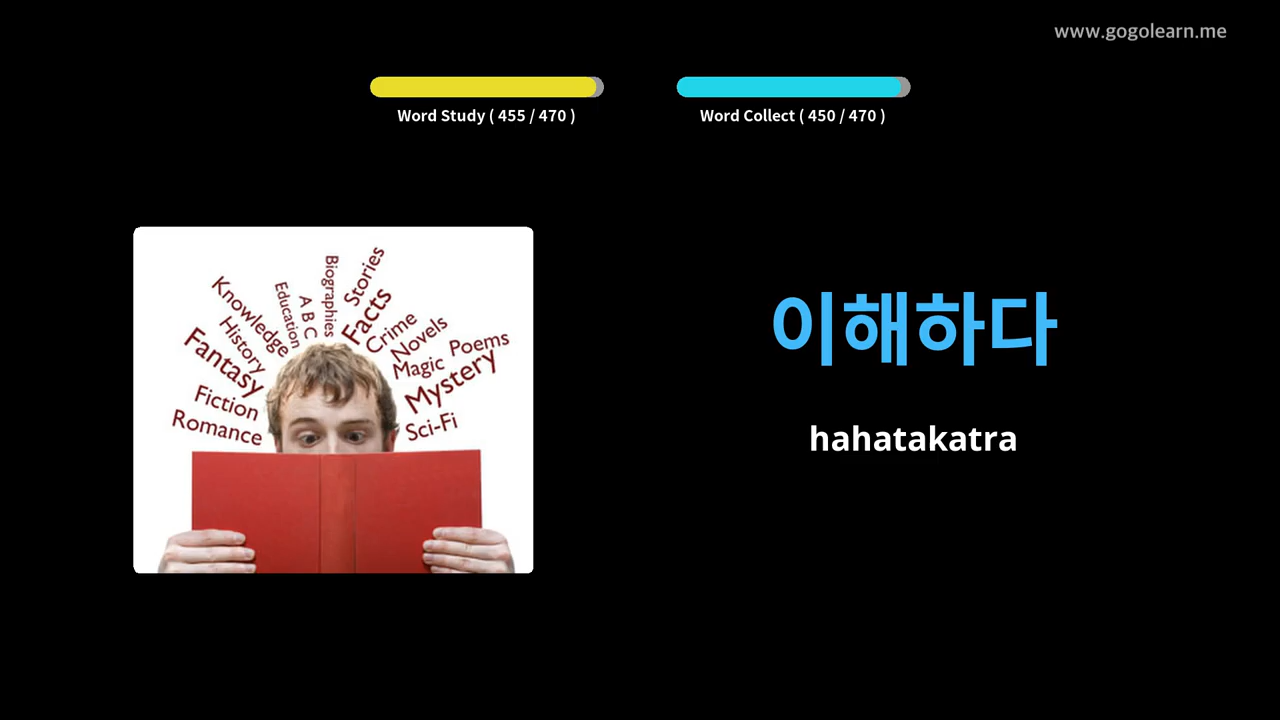 www.gogolearn.me
Word Study ( 455 / 470 )
Word Collect ( 450 / 470 )
Biographies
Stories
Education
A B C
Facts
Knowledge
Crime
History
Novels
Fantasy
Magic
Poems
Mystery
Fiction
Romance
Sci-Fi
이해하다
hahatakatra